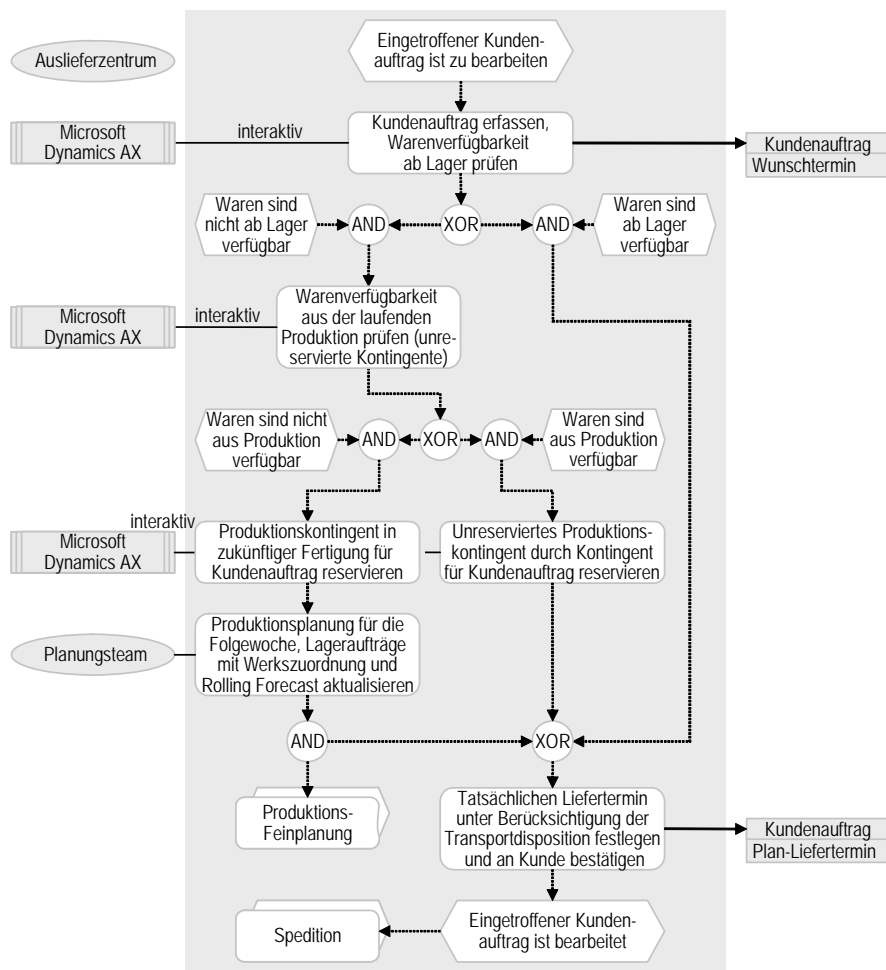 Auslieferzentrum
Eingetroffener Kunden-
auftrag ist zu bearbeiten
Microsoft
Dynamics AX
interaktiv
Kundenauftrag erfassen,
Warenverfügbarkeit
ab Lager prüfen
Kundenauftrag
Wunschtermin
Waren sind
nicht ab Lager
verfügbar
AND
XOR
AND
Waren sind
ab Lager
verfügbar
Microsoft
Dynamics AX
interaktiv
Warenverfügbarkeit
aus der laufenden
Produktion prüfen (unre-
servierte Kontingente)
Waren sind nicht
aus Produktion
verfügbar
AND
XOR
AND
Waren sind
aus Produktion
verfügbar
interaktiv
Microsoft
Dynamics AX
Produktionskontingent in
zukünftiger Fertigung für
Kundenauftrag reservieren
Unreserviertes Produktions-
kontingent durch Kontingent
für Kundenauftrag reservieren
Planungsteam
Produktionsplanung für die
Folgewoche, Lageraufträge
mit Werkszuordnung und
Rolling Forecast aktualisieren
AND
XOR
Produktions-
Feinplanung
Tatsächlichen Liefertermin
unter Berücksichtigung der
Transportdisposition festlegen
und an Kunde bestätigen
Kundenauftrag
Plan-Liefertermin
Spedition
Eingetroffener Kunden-
auftrag ist bearbeitet